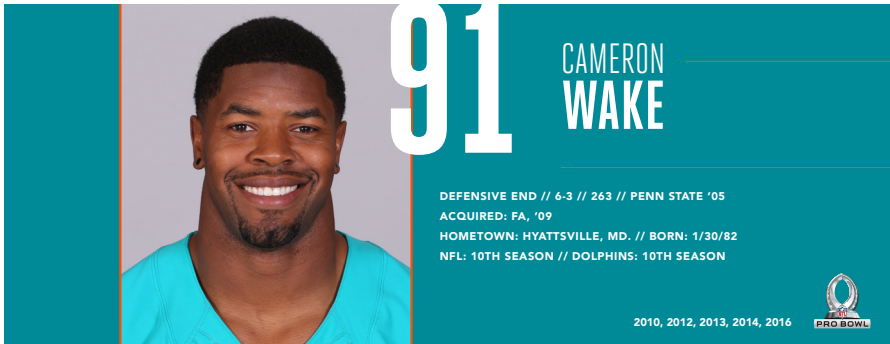 91
CAMERON
WAKE
DEFENSIVE END // 6-3 // 263 // PENN STATE ‘05
ACQUIRED: FA, ‘09
HOMETOWN: HYATTSVILLE, MD. // BORN: 1/30/82
NFL: 10TH SEASON // DOLPHINS: 10TH SEASON
2010, 2012, 2013, 2014, 2016
NFL
PRO BOWL